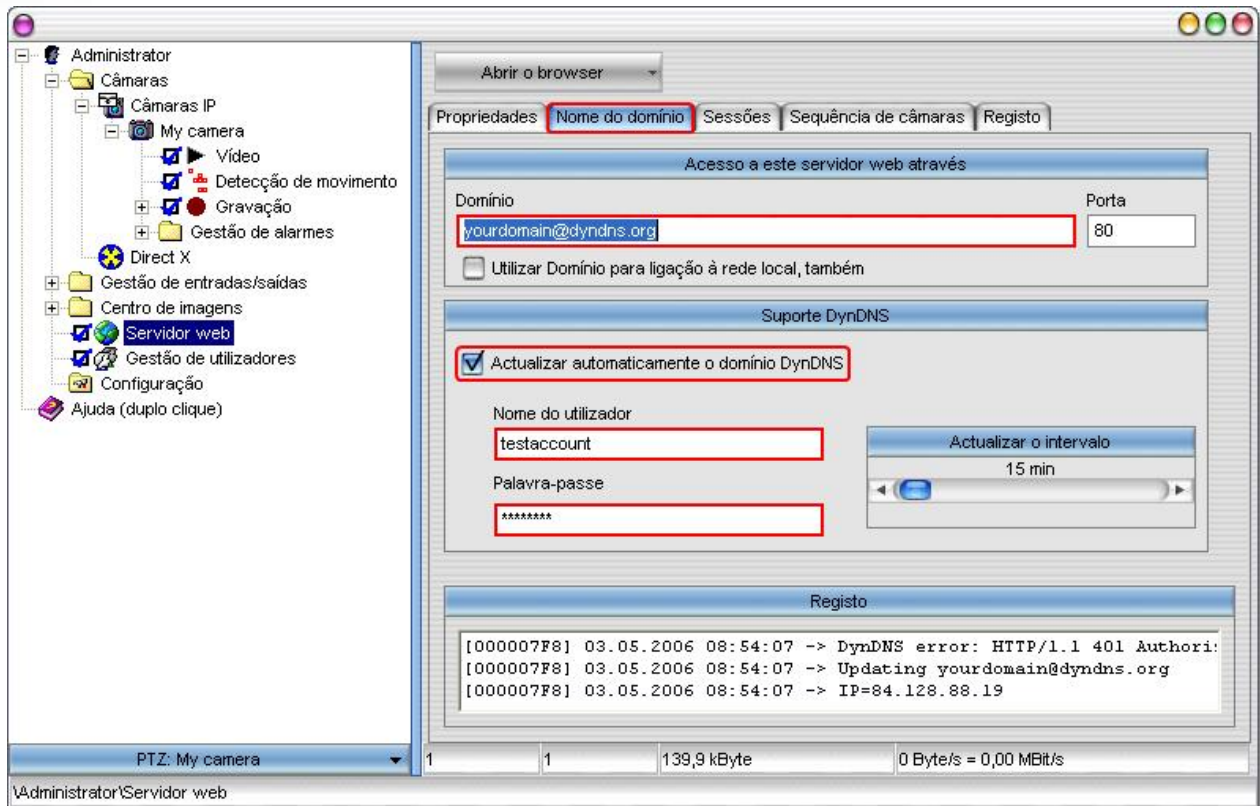 Administrator
Câmaras
Câmaras IP
My camera
Vídeo
Detecção de movimento
Gravação
Gestão de alarmes
Direct X
Gestão de entradas/saídas
Centro de imagens
Servidor web
Gestão de utilizadores
Configuração
Ajuda (duplo clique)
PTZ: My camera
Abrir o browser
Propriedades Nome do domínio Sessões Sequência de câmaras Registo
Acesso a este servidor web através
Domínio Porta
yourdomain@dyndns.org 80
Utilizar Domínio para ligação à rede local, também
Suporte DynDNS
Actualizar automaticamente o domínio DynDNS
Nome do utilizador
testaccount
Palavra-passe
********
Actualizar o intervalo
15 min
Registo
[000007F8] 03.05.2006 08:54:07 -> DynDNS error: HTTP/1.1 401 Authori
[000007F8] 03.05.2006 08:54:07 -> Updating yourdomain@dyndns.org
[000007F8] 03.05.2006 08:54:07 -> IP=84.128.88.19
1 1 139,9 kByte 0 Byte/s = 0,00 MBit/s
\Administrator\Servidor web